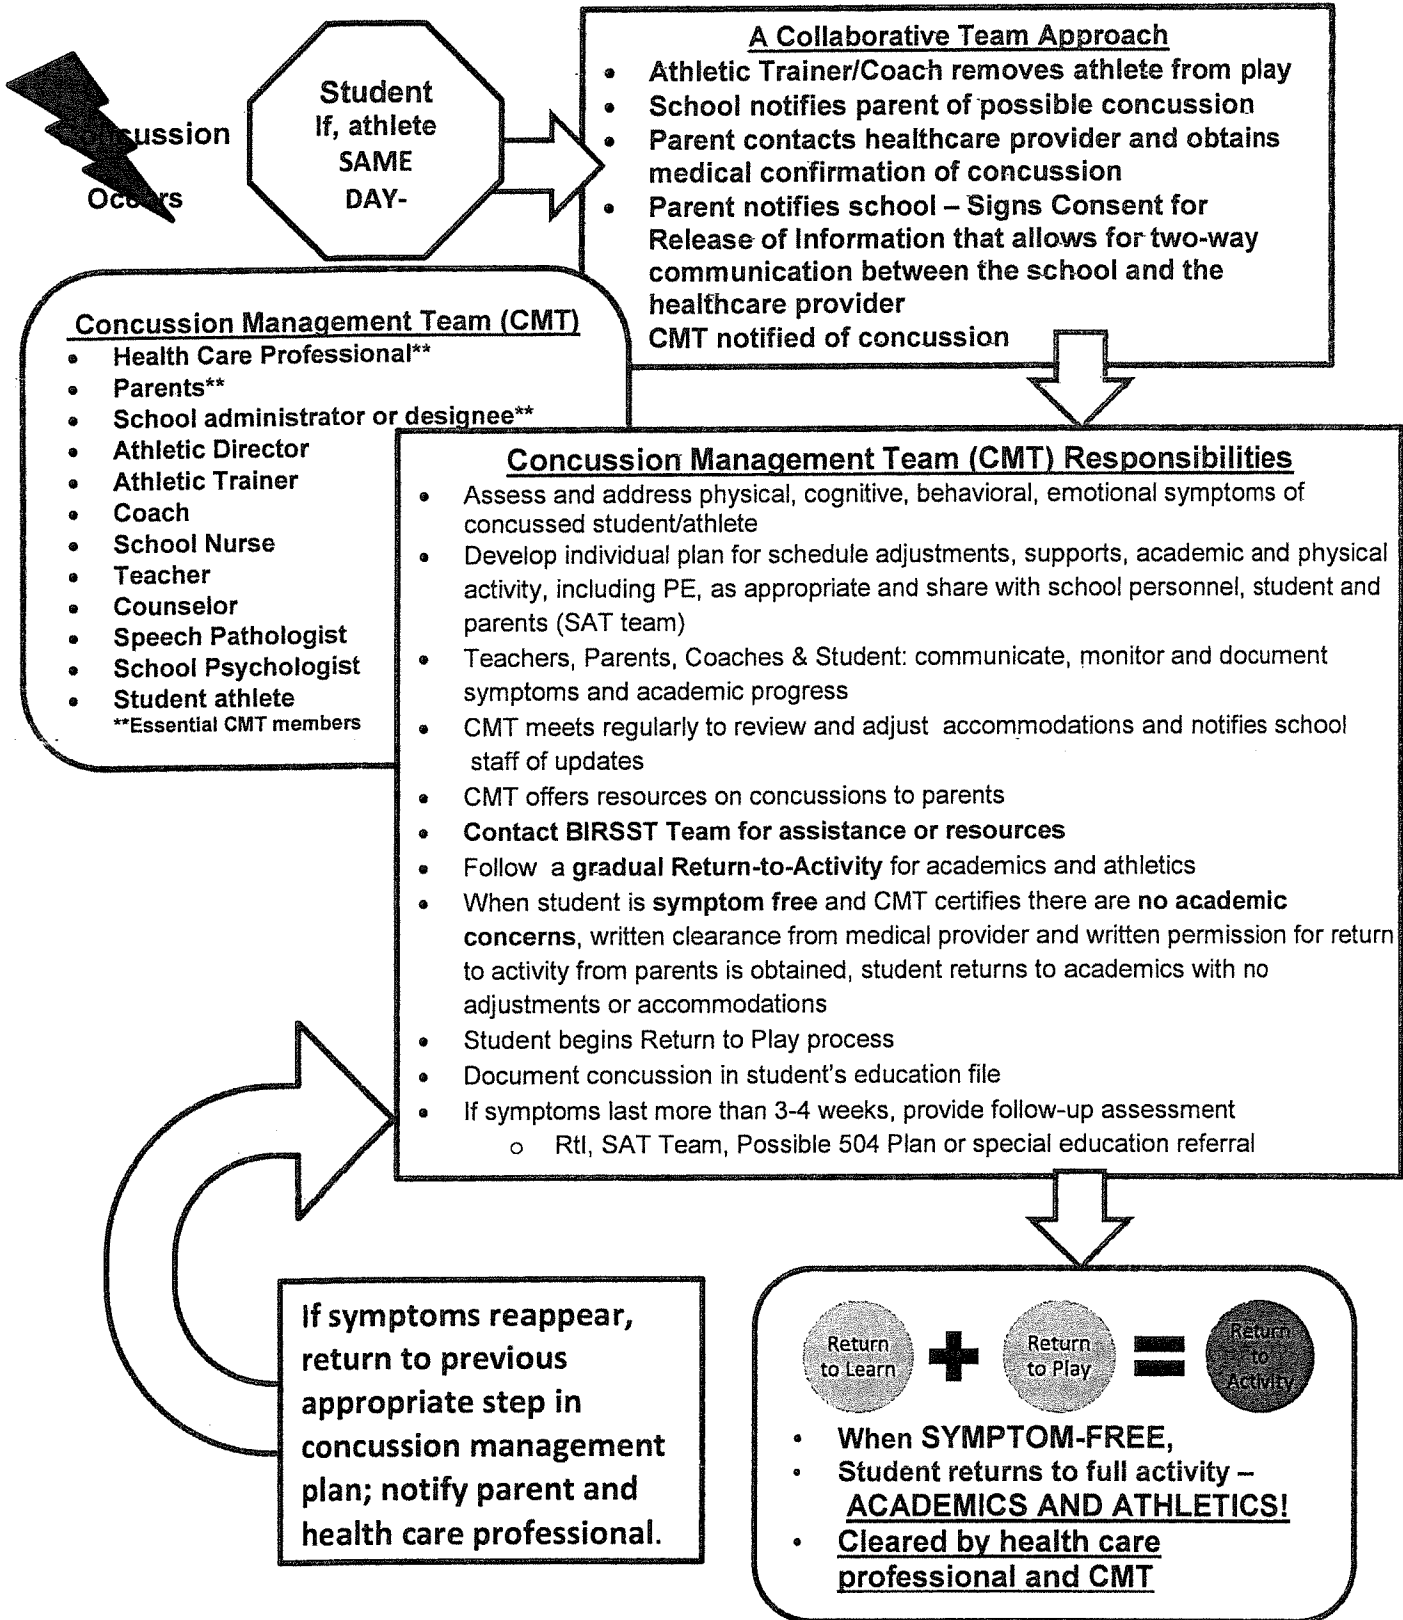 Concussion
Occurs
Student
If, athlete
SAME
DAY-
A Collaborative Team Approach
• Athletic Trainer/Coach removes athlete from play
• School notifies parent of possible concussion
• Parent contacts healthcare provider and obtains
medical confirmation of concussion
• Parent notifies school – Signs Consent for
Release of Information that allows for two-way
communication between the school and the
healthcare provider
CMT notified of concussion
Concussion Management Team (CMT)
• Health Care Professional**
• Parents**
• School administrator or designee**
• Athletic Director
• Athletic Trainer
• Coach
• School Nurse
• Teacher
• Counselor
• Speech Pathologist
• School Psychologist
• Student athlete
**Essential CMT members
Concussion Management Team (CMT) Responsibilities
• Assess and address physical, cognitive, behavioral, emotional symptoms of
concussed student/athlete
• Develop individual plan for schedule adjustments, supports, academic and physical
activity, including PE, as appropriate and share with school personnel, student and
parents (SAT team)
• Teachers, Parents, Coaches & Student: communicate, monitor and document
symptoms and academic progress
• CMT meets regularly to review and adjust accommodations and notifies school
staff of updates
• CMT offers resources on concussions to parents
• Contact BIRSST Team for assistance or resources
• Follow a gradual Return-to-Activity for academics and athletics
• When student is symptom free and CMT certifies there are no academic
concerns, written clearance from medical provider and written permission for return
to activity from parents is obtained, student returns to academics with no
adjustments or accommodations
• Student begins Return to Play process
• Document concussion in student's education file
• If symptoms last more than 3-4 weeks, provide follow-up assessment
o RtI, SAT Team, Possible 504 Plan or special education referral
If symptoms reappear,
return to previous
appropriate step in
concussion management
plan; notify parent and
health care professional.
Return
to Learn
+
Return
to Play
=
Return
to
Activity
• When SYMPTOM-FREE,
• Student returns to full activity –
ACADEMICS AND ATHLETICS!
• Cleared by health care
professional and CMT